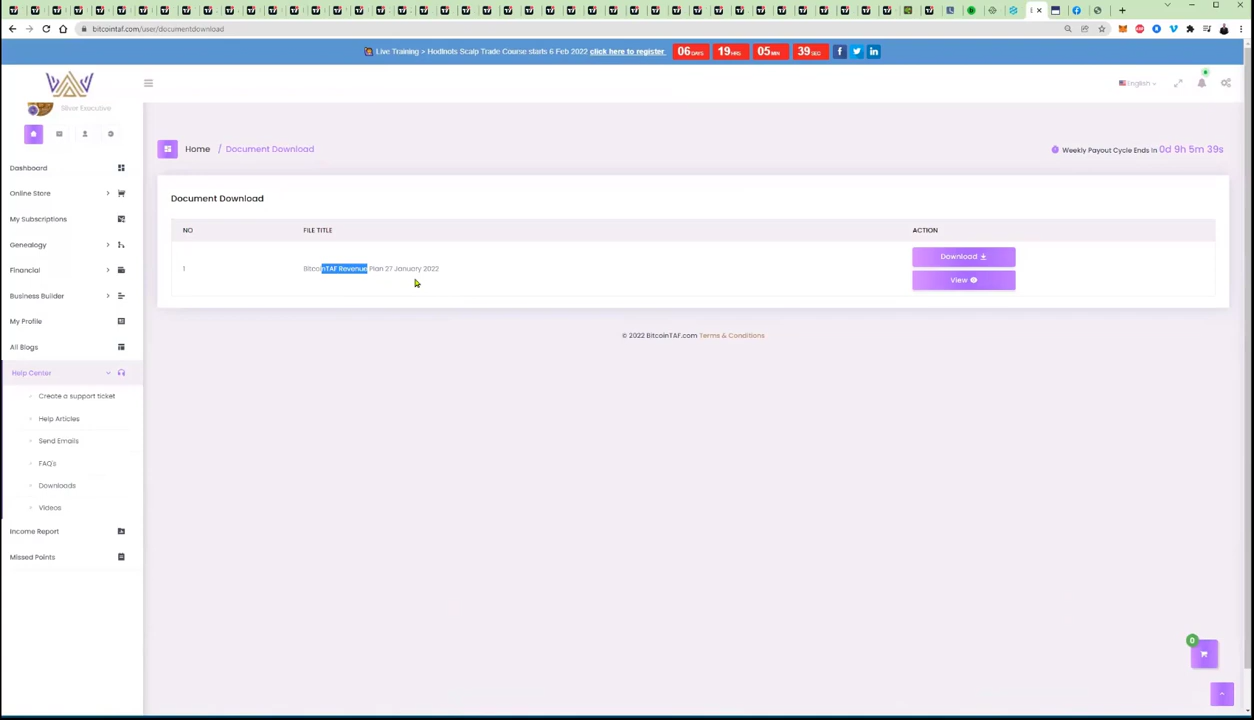 bitcointaf.com/user/documentdownload
Live Training > Hodlnots Scalp Trade Course starts 6 Feb 2022 click here to register.
06 DAYS 19 HRS 05 MIN 39 SEC
English
Silver Executive
Home / Document Download
Weekly Payout Cycle Ends In 0d 9h 5m 39s
Dashboard
Online Store
My Subscriptions
Genealogy
Financial
Business Builder
My Profile
All Blogs
Help Center
Create a support ticket
Help Articles
Send Emails
FAQ's
Downloads
Videos
Income Report
Missed Points
Document Download
NO FILE TITLE ACTION
1 BitcoinTAF Revenue Plan 27 January 2022
Download
View
© 2022 BitcoinTAF.com Terms & Conditions
0